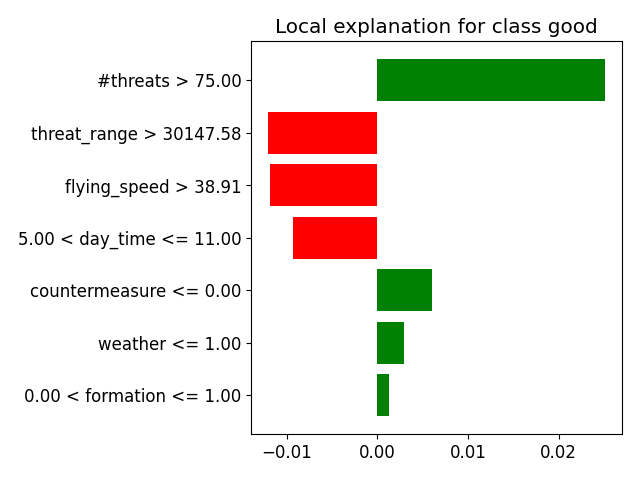 Local explanation for class good
#threats > 75.00
threat_range > 30147.58
flying_speed > 38.91
5.00 < day_time <= 11.00
countermeasure <= 0.00
weather <= 1.00
0.00 < formation <= 1.00
−0.01 0.00 0.01 0.02